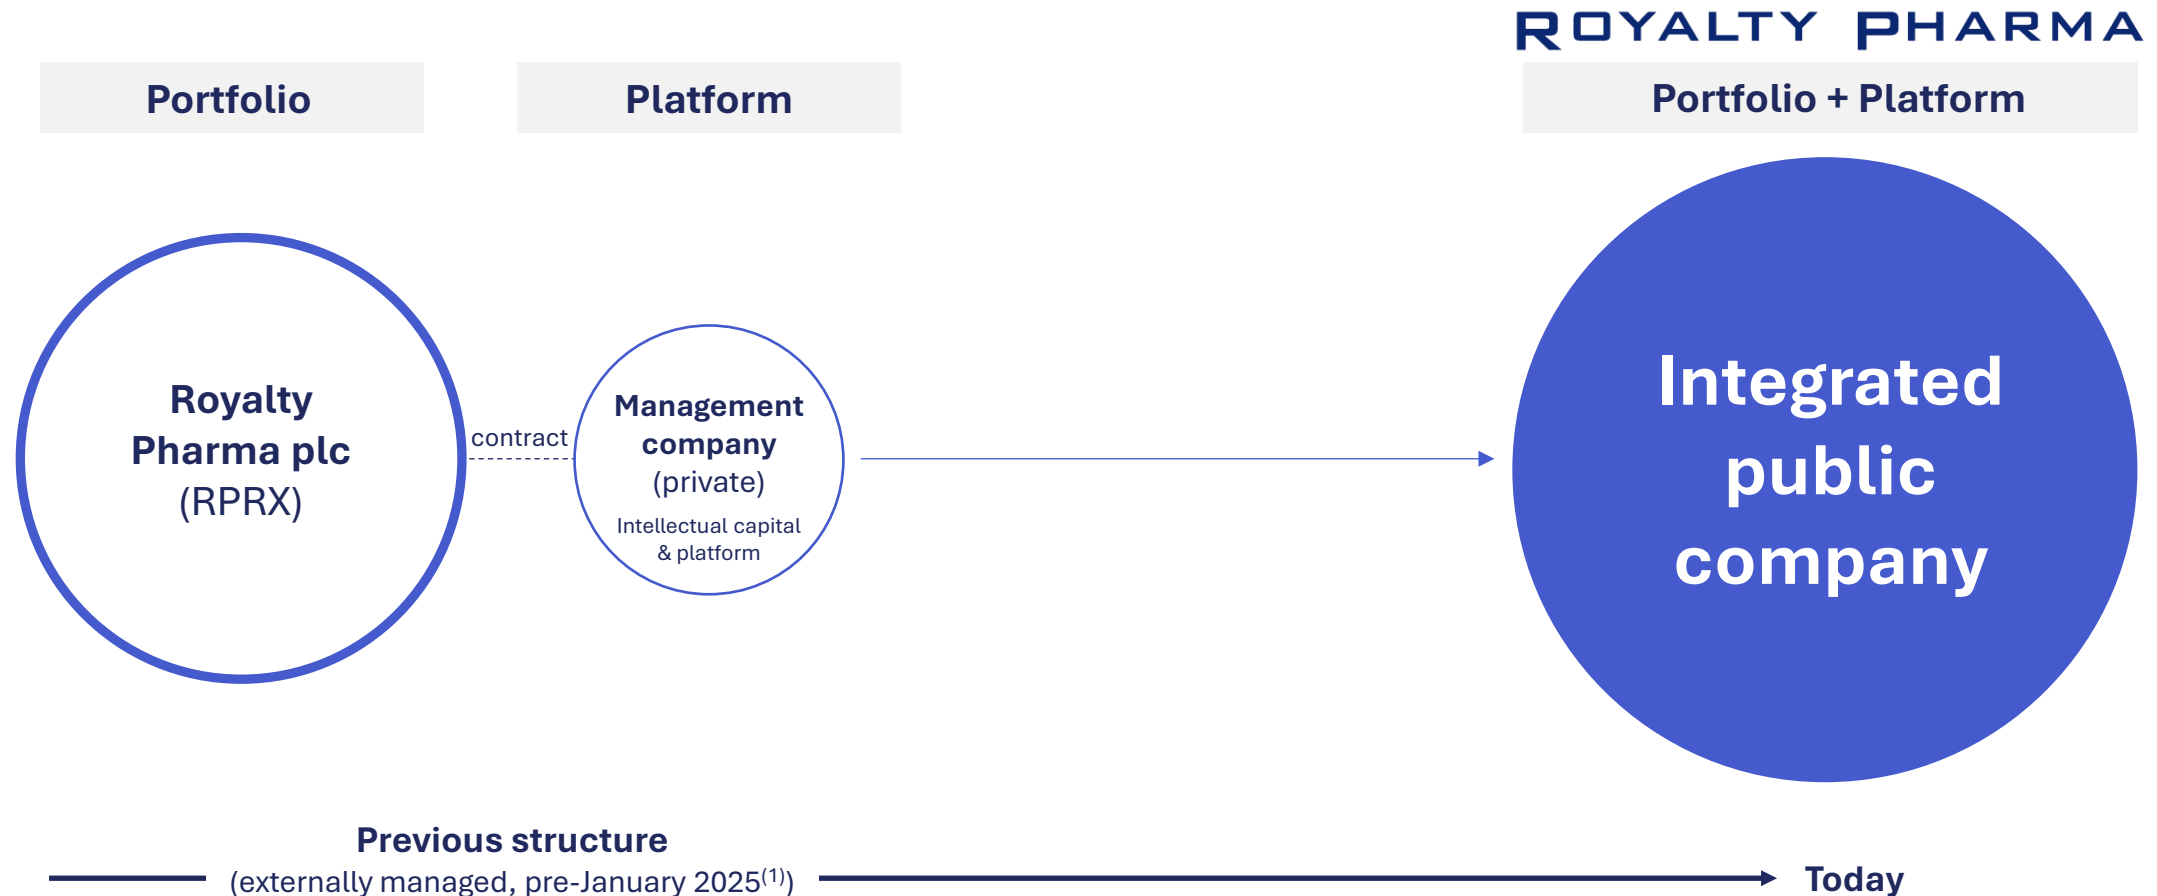 ROYALTY PHARMA
Portfolio
Platform
Portfolio + Platform
Royalty
Pharma plc
(RPRX)
contract
Management
company
(private)
Intellectual capital
& platform
Integrated
public
company
Previous structure
(externally managed, pre-January 2025(1))
Today